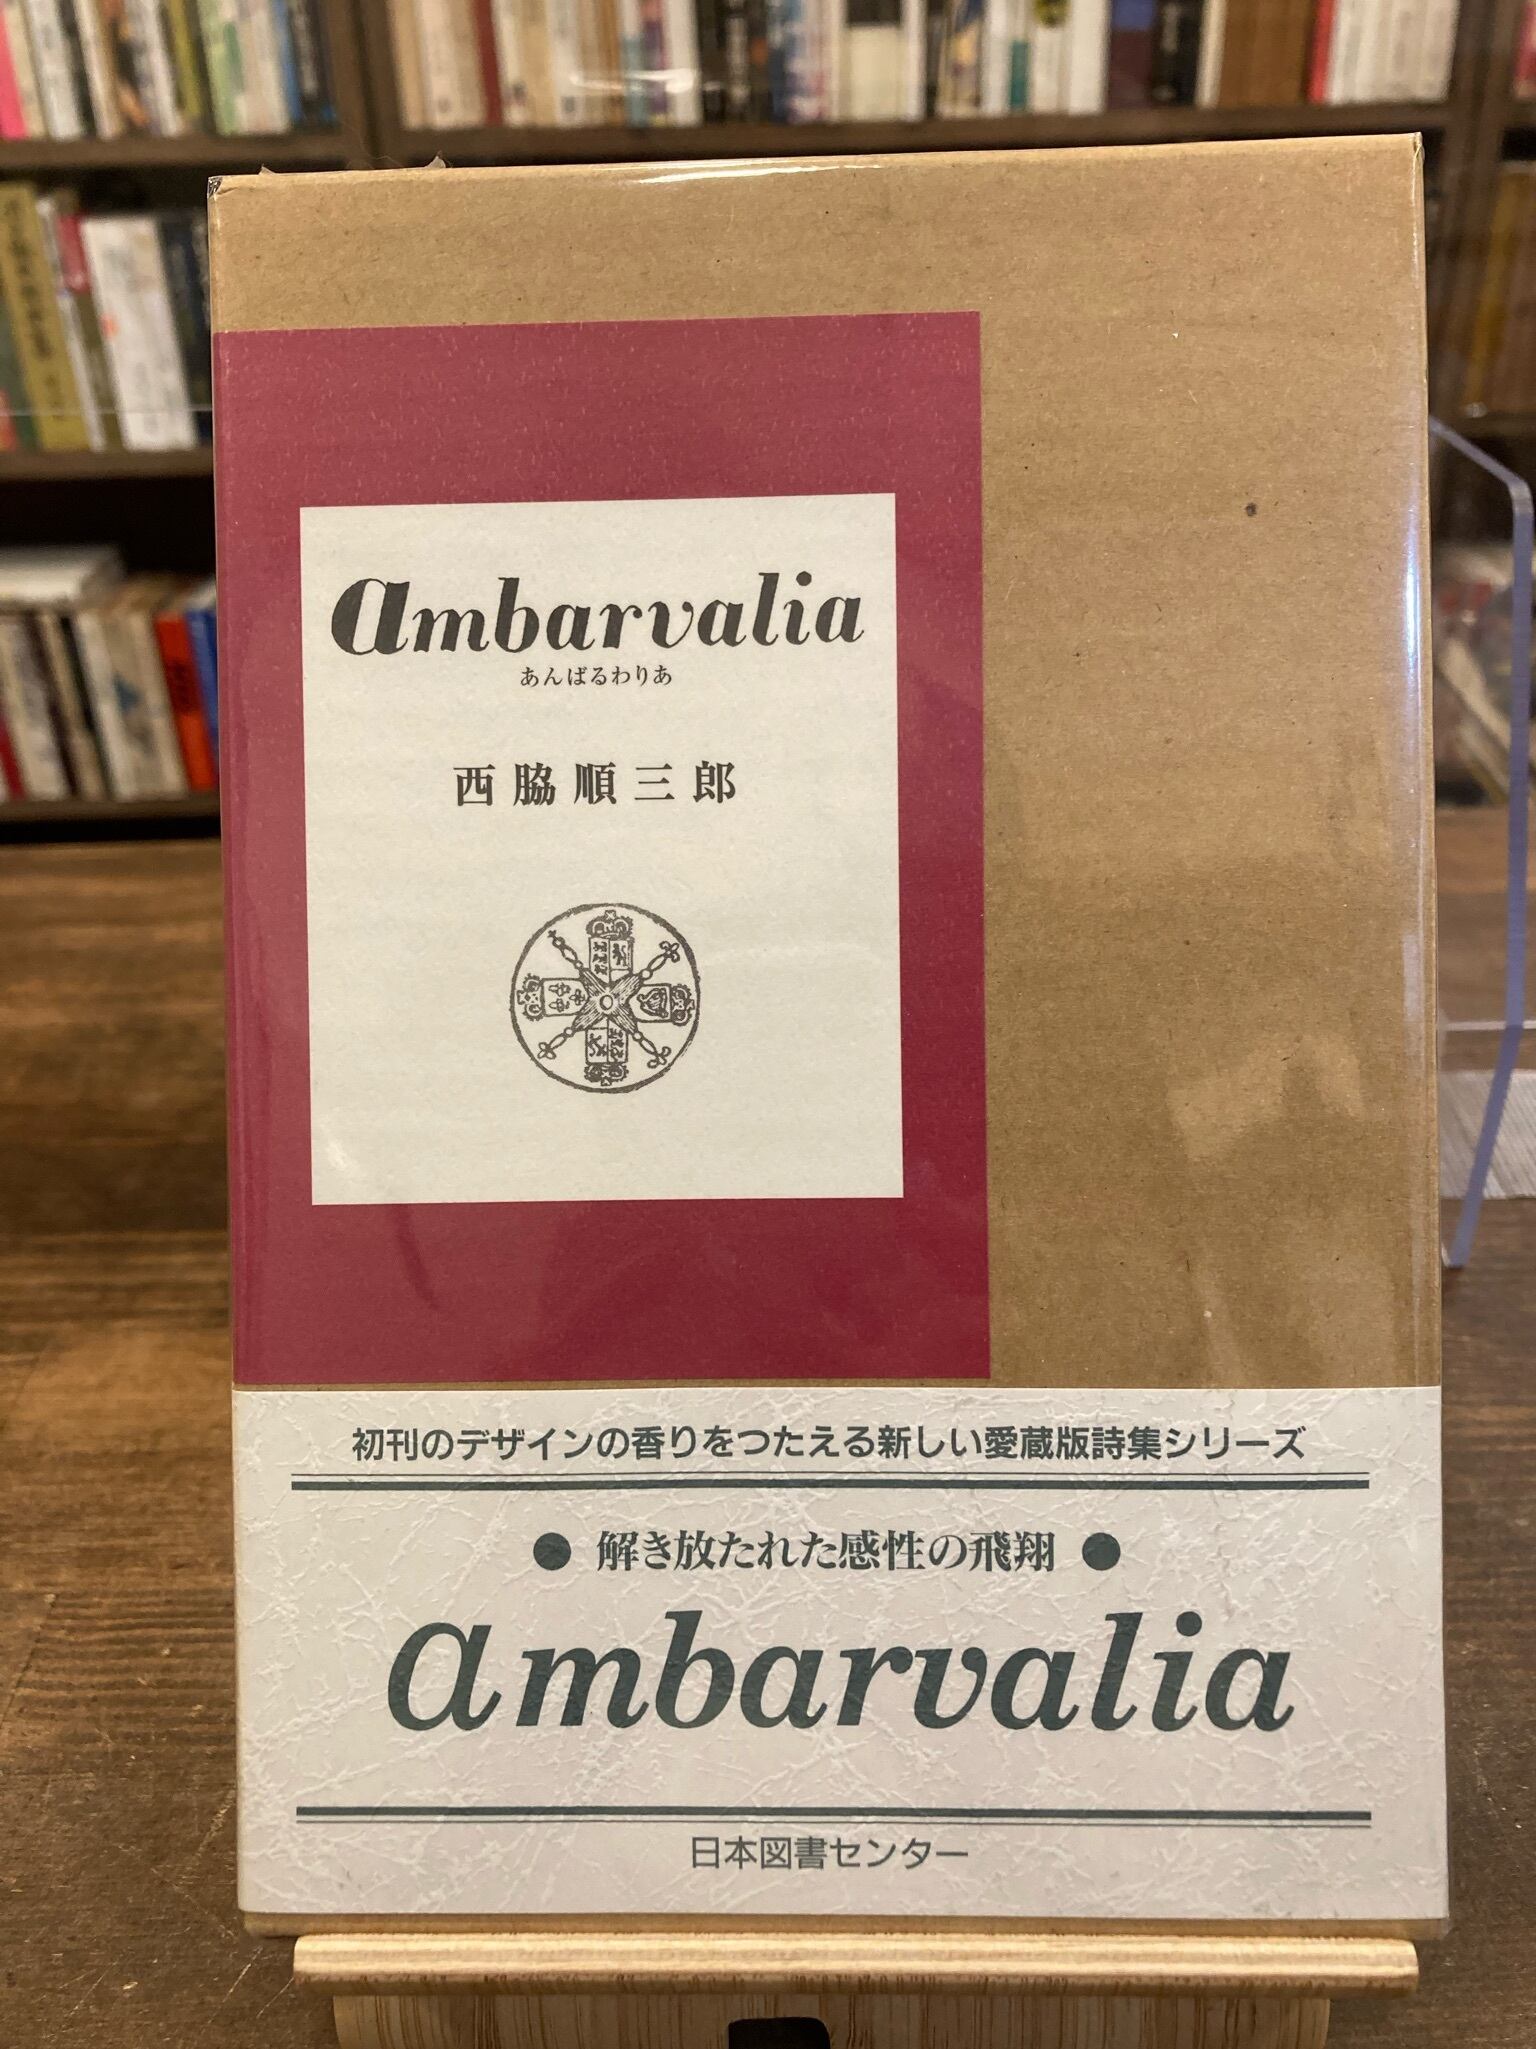 ambarvalia
あんばるわりあ
西脇順三郎
初刊のデザインの香りをつたえる新しい愛蔵版詩集シリーズ
● 解き放たれた感性の飛翔 ●
ambarvalia
日本図書センター